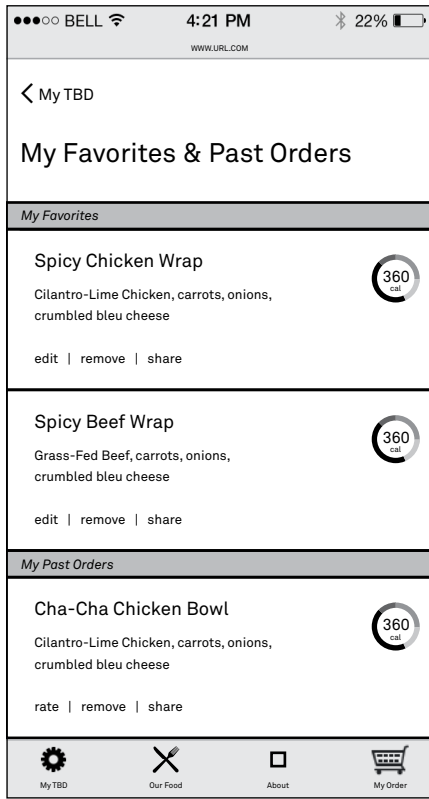 BELL 4:21 PM 22%
WWW.URL.COM
My TBD
My Favorites & Past Orders
My Favorites
Spicy Chicken Wrap
360
cal
Cilantro-Lime Chicken, carrots, onions,
crumbled bleu cheese
edit | remove | share
Spicy Beef Wrap
360
cal
Grass-Fed Beef, carrots, onions,
crumbled bleu cheese
edit | remove | share
My Past Orders
Cha-Cha Chicken Bowl
360
cal
Cilantro-Lime Chicken, carrots, onions,
crumbled bleu cheese
rate | remove | share
My TBD Our Food About My Order